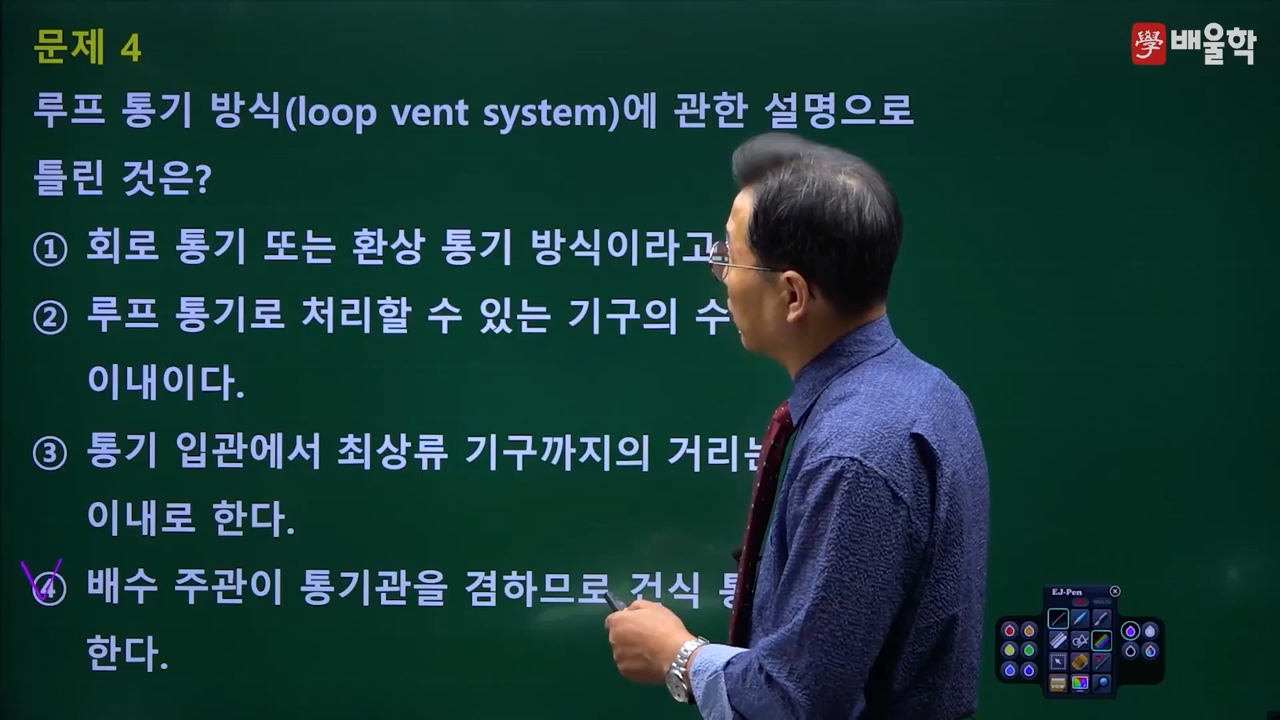 문제 4
學 배울학
루프 통기 방식(loop vent system)에 관한 설명으로
틀린 것은?
① 회로 통기 또는 환상 통기 방식이라고
② 루프 통기로 처리할 수 있는 기구의 수
이내이다.
③ 통기 입관에서 최상류 기구까지의 거리는
이내로 한다.
④ 배수 주관이 통기관을 겸하므로 건식
한다.
EJ-Pen